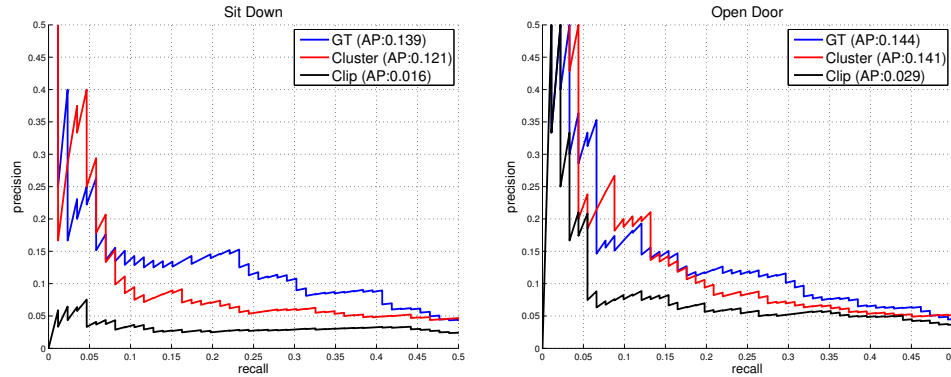 Sit Down
0.5
0.45
0.4
0.35
0.3
0.25
0.2
0.15
0.1
0.05
0
precision
GT (AP:0.139)
Cluster (AP:0.121)
Clip (AP:0.016)
0 0.05 0.1 0.15 0.2 0.25 0.3 0.35 0.4 0.45 0.5
recall
Open Door
0.5
0.45
0.4
0.35
0.3
0.25
0.2
0.15
0.1
0.05
0
precision
GT (AP:0.144)
Cluster (AP:0.141)
Clip (AP:0.029)
0 0.05 0.1 0.15 0.2 0.25 0.3 0.35 0.4 0.45 0.5
recall